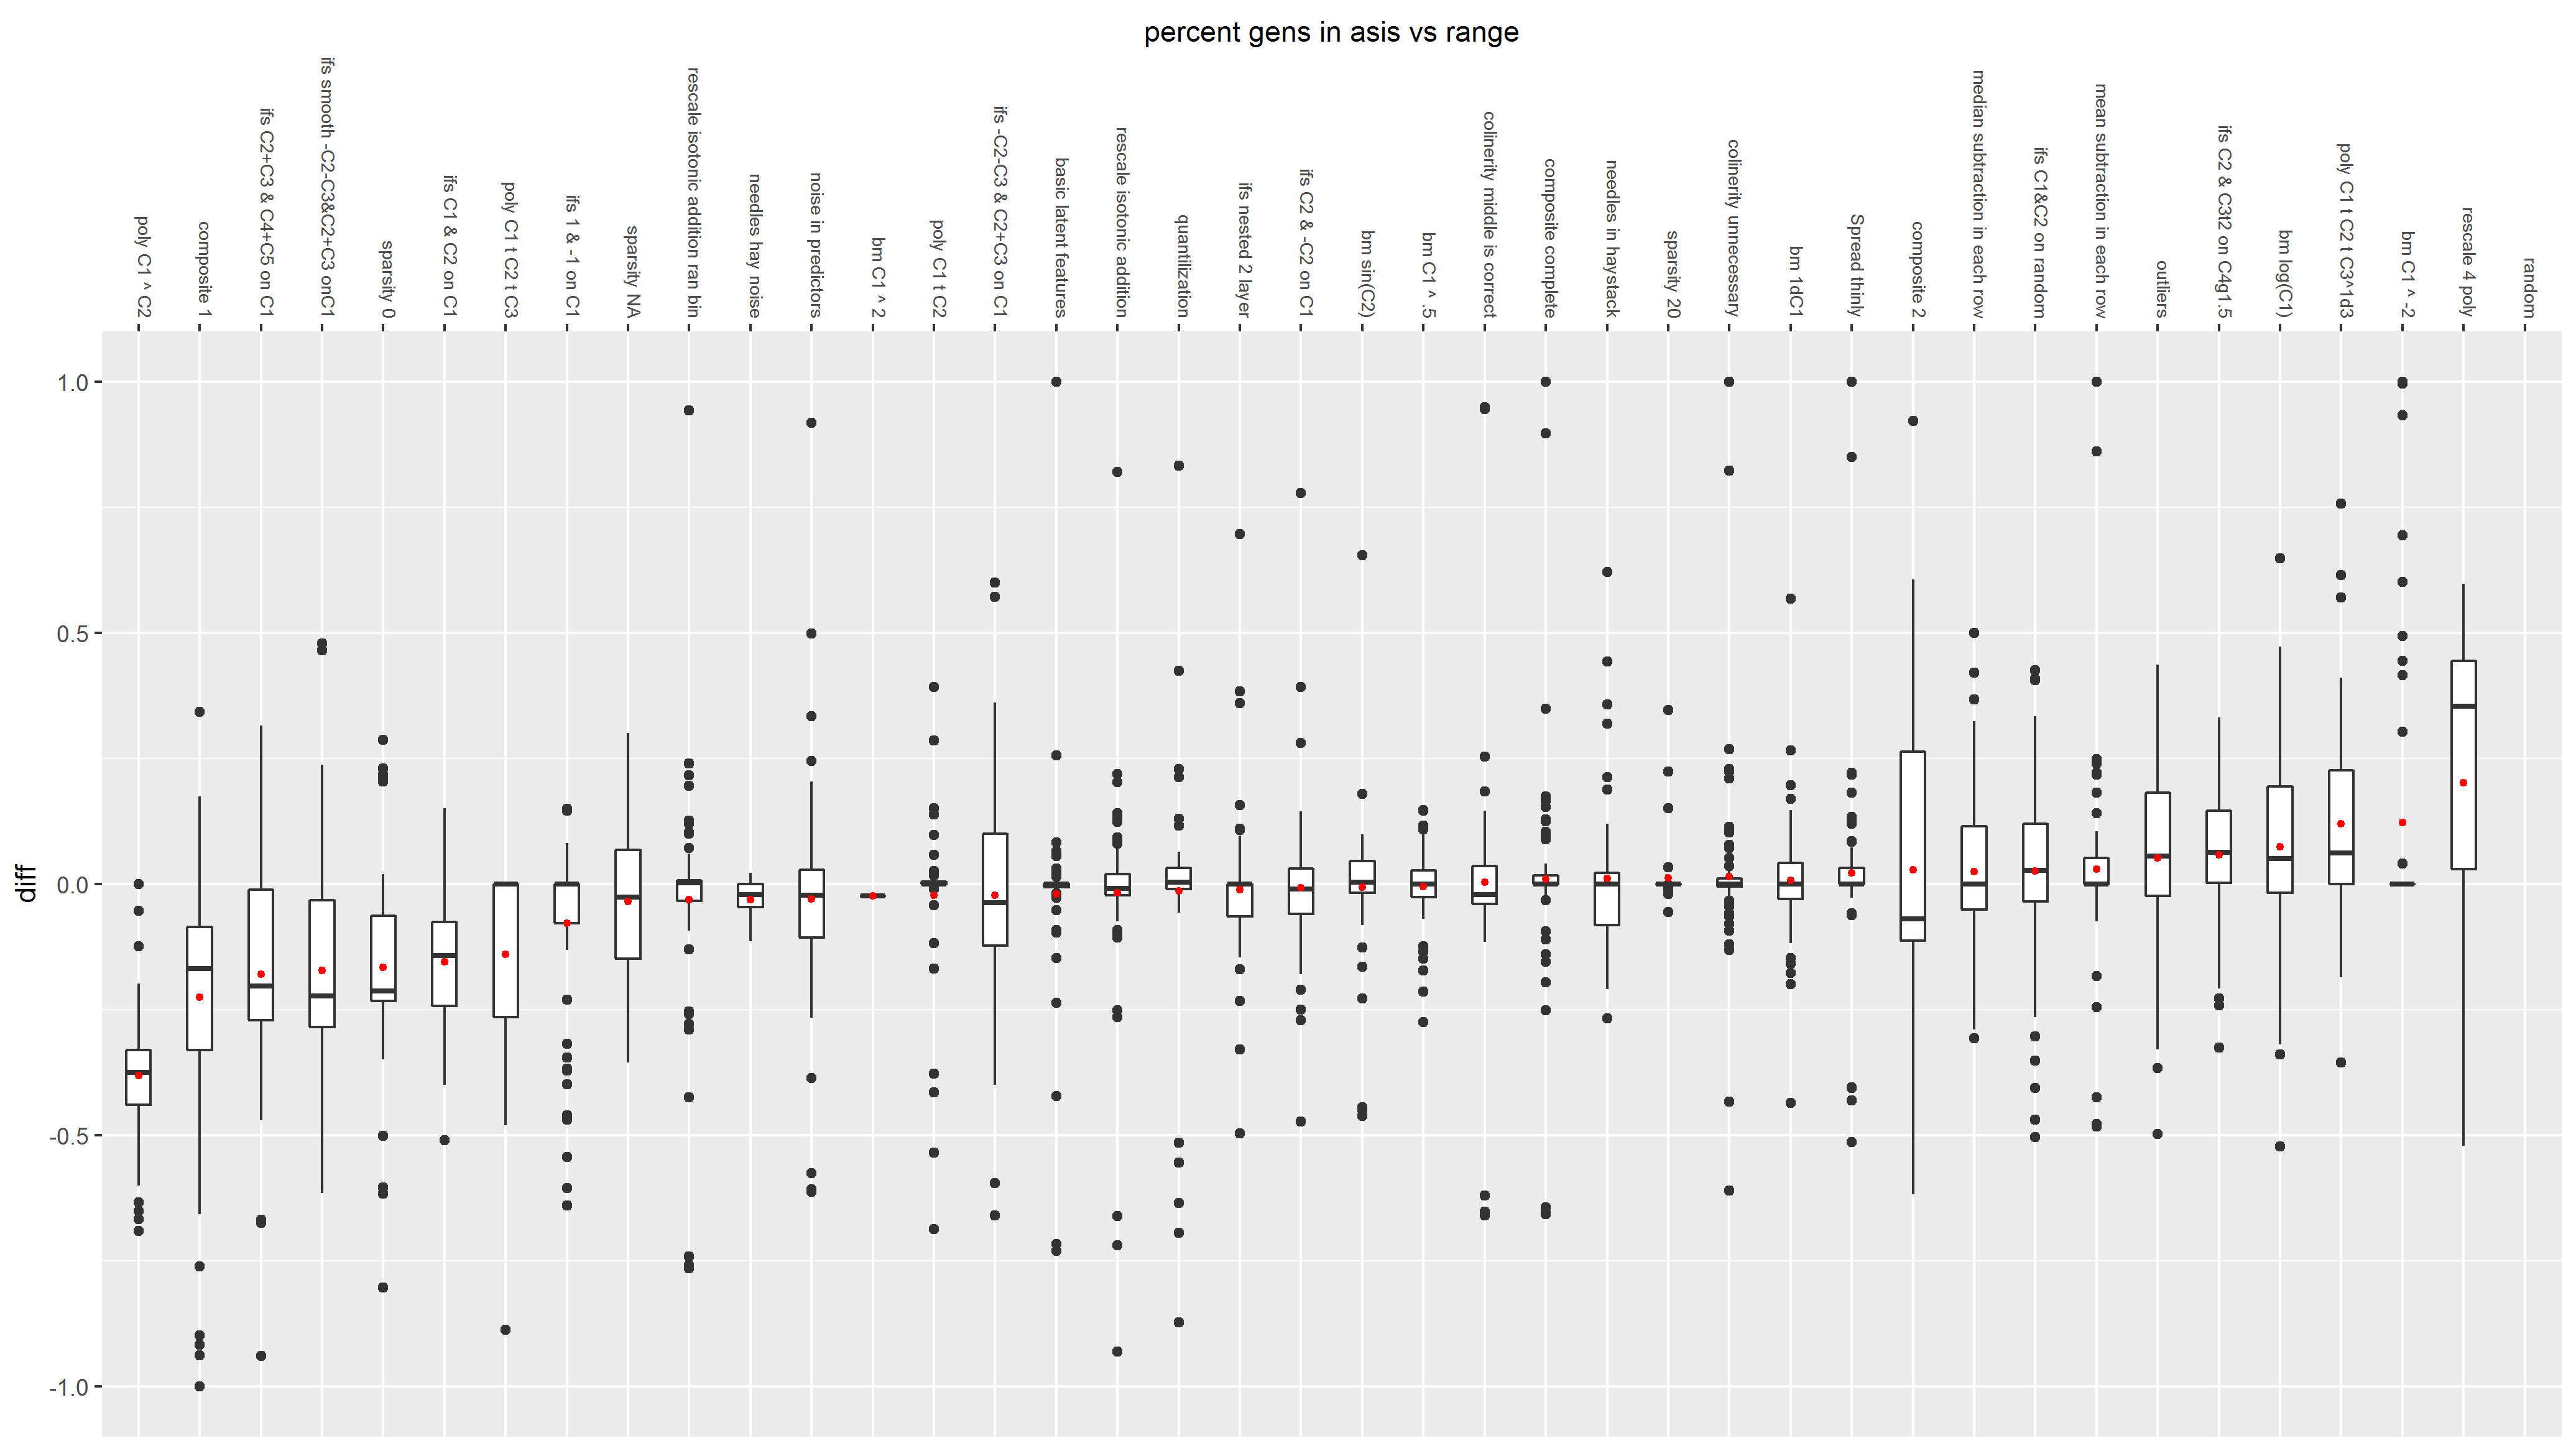 percent gens in asis vs range
poly C1 ^ C2
composite 1
ifs C2+C3 & C4+C5 on C1
ifs smooth -C2-C3&C2+C3 onC1
sparsity 0
ifs C1 & C2 on C1
poly C1 t C2 t C3
ifs 1 & -1 on C1
sparsity NA
rescale isotonic addition ran bin
needles hay noise
noise in predictors
bm C1 ^ 2
poly C1 t C2
ifs -C2-C3 & C2+C3 on C1
basic latent features
rescale isotonic addition
quantilization
ifs nested 2 layer
ifs C2 & -C2 on C1
bm sin(C2)
bm C1 ^ .5
colinerity middle is correct
composite complete
needles in haystack
sparsity 20
colinerity unnecessary
bm 1dC1
Spread thinly
composite 2
median subtraction in each row
ifs C1&C2 on random
mean subtraction in each row
outliers
ifs C2 & C3t2 on C4g1.5
bm log(C1)
poly C1 t C2 t C3^1d3
bm C1 ^ -2
rescale 4 poly
random
1.0
0.5
0.0
-0.5
-1.0
diff